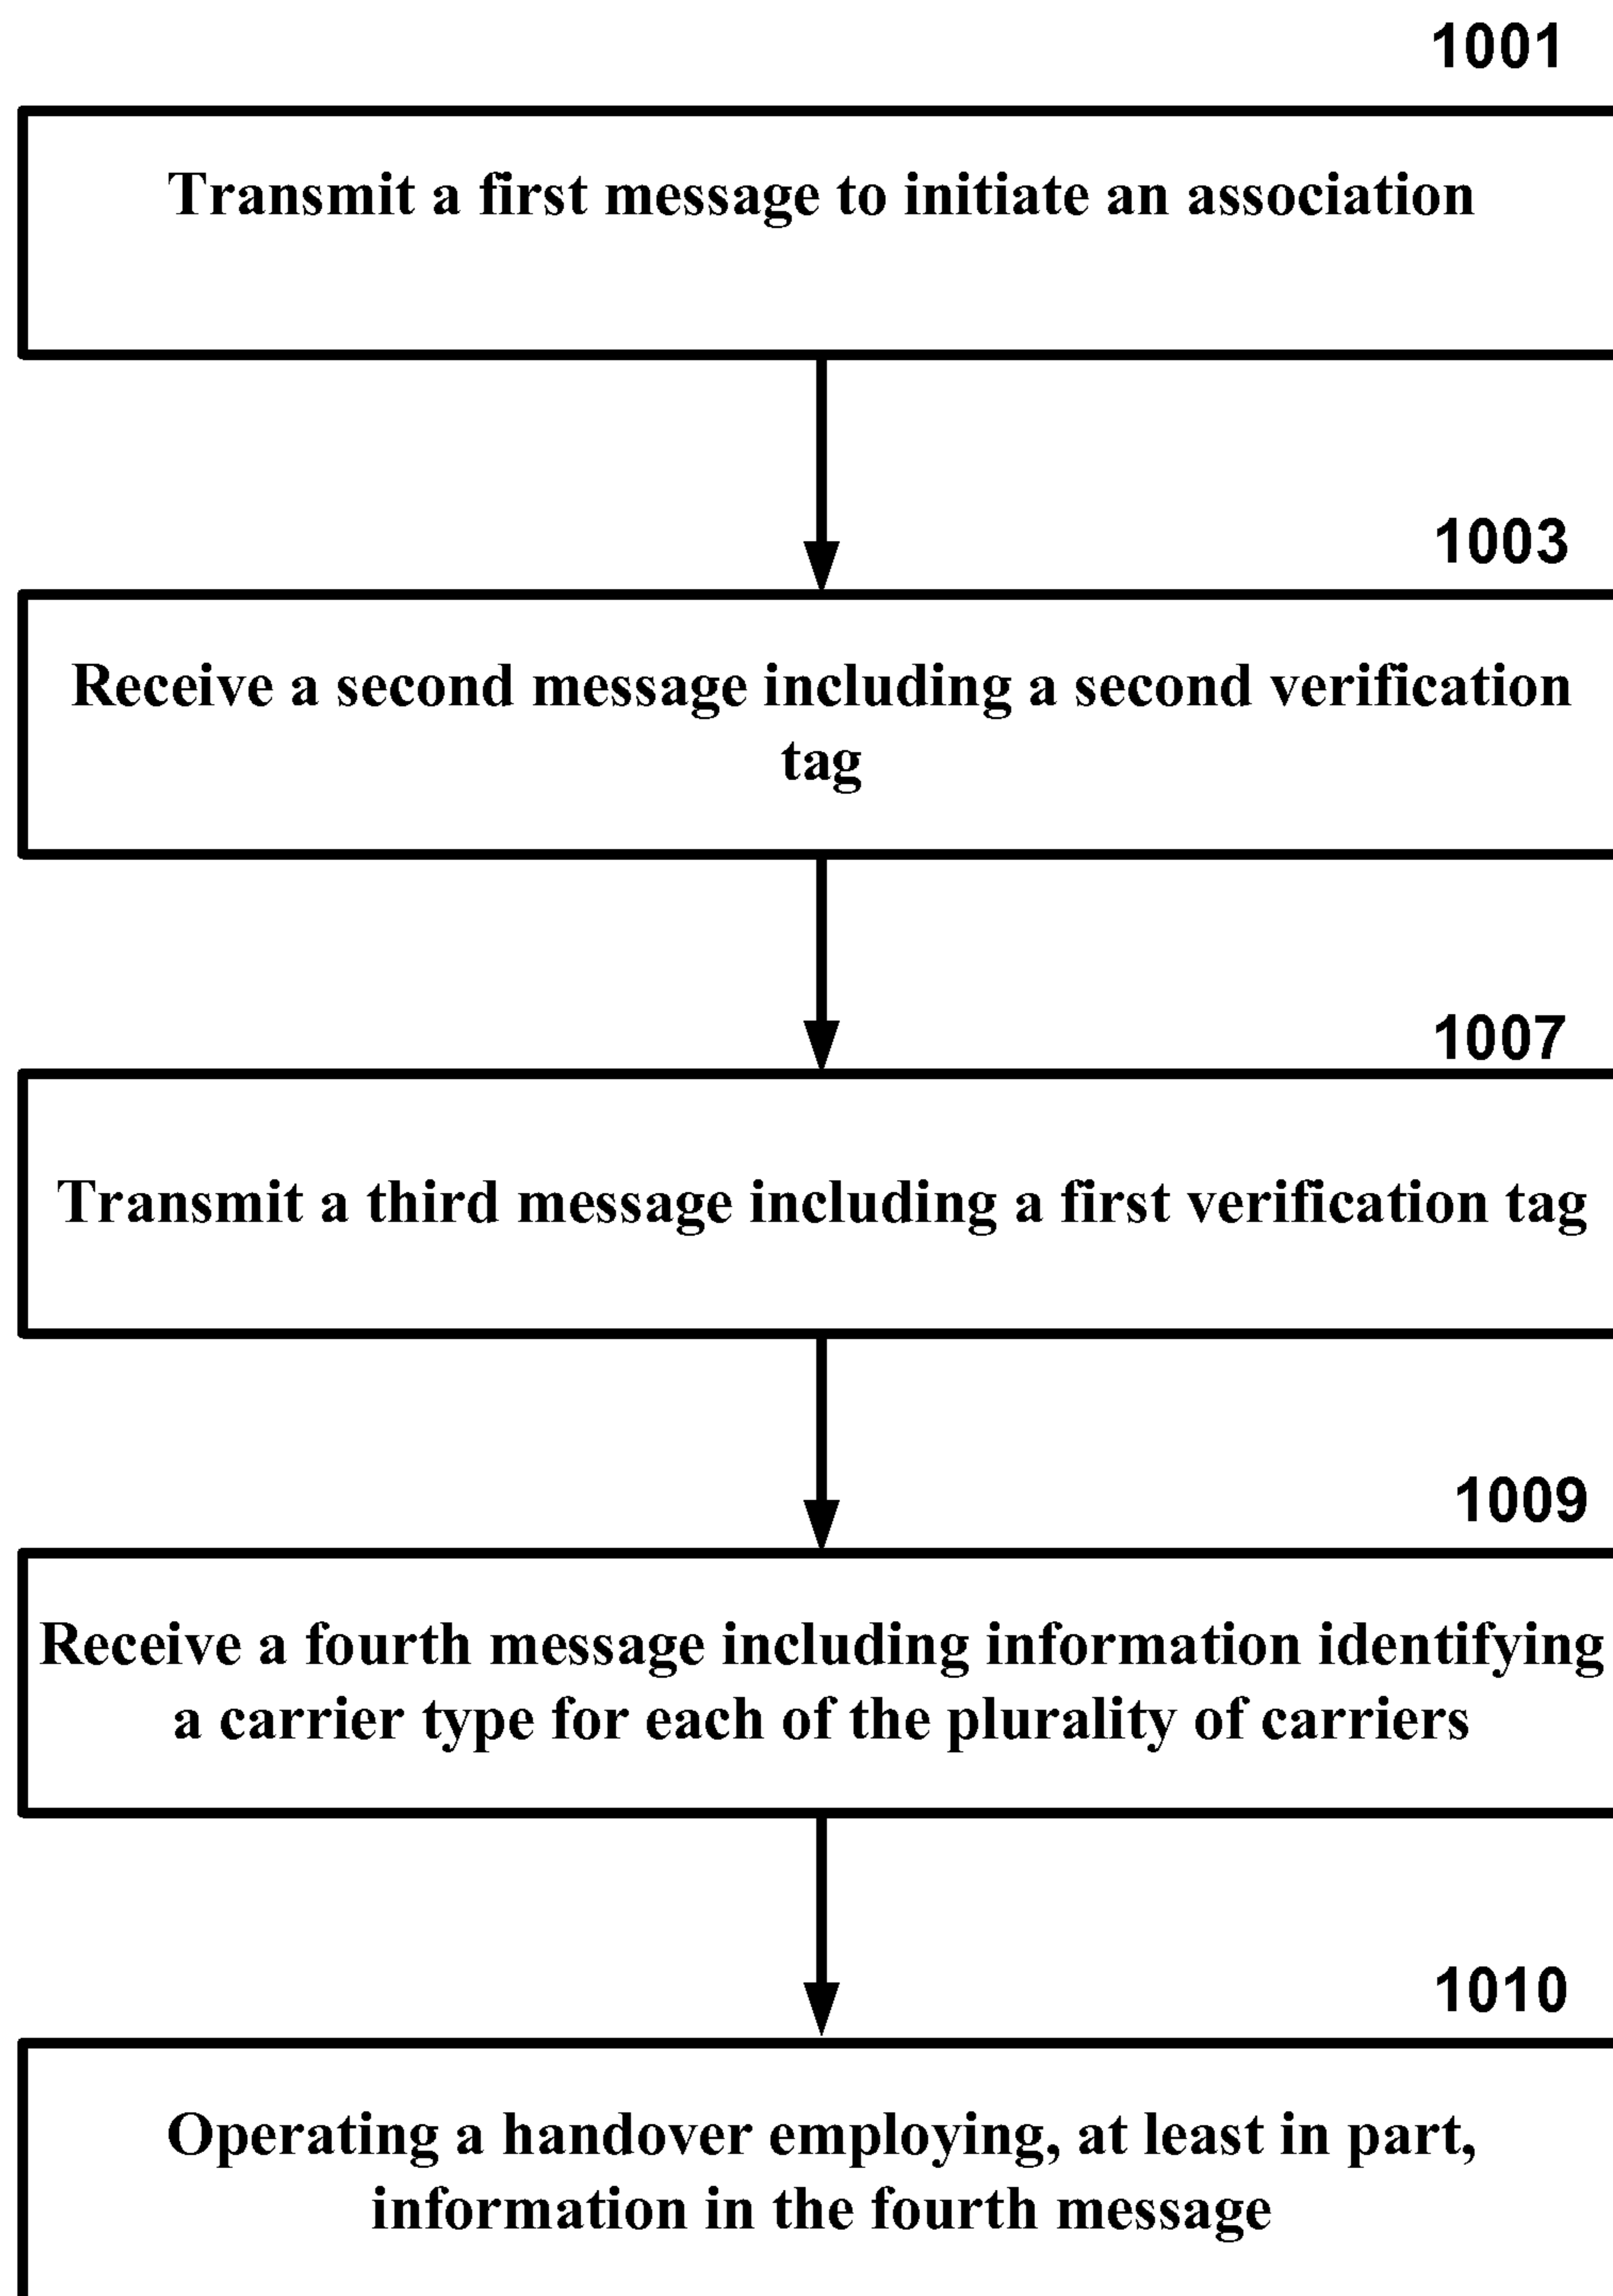 1001
Transmit a first message to initiate an association
1003
Receive a second message including a second verification
tag
1007
Transmit a third message including a first verification tag
1009
Receive a fourth message including information identifying
a carrier type for each of the plurality of carriers
1010
Operating a handover employing, at least in part,
information in the fourth message